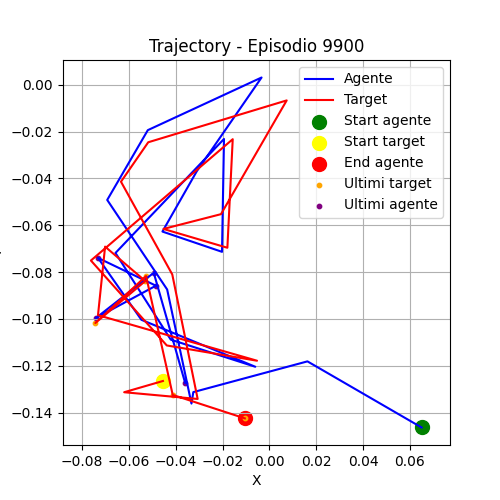 Trajectory - Episodio 9900
Agente
Target
Start agente
Start target
End agente
Ultimi target
Ultimi agente
0.00
−0.02
−0.04
−0.06
−0.08
−0.10
−0.12
−0.14
−0.08 −0.06 −0.04 −0.02 0.00 0.02 0.04 0.06
X